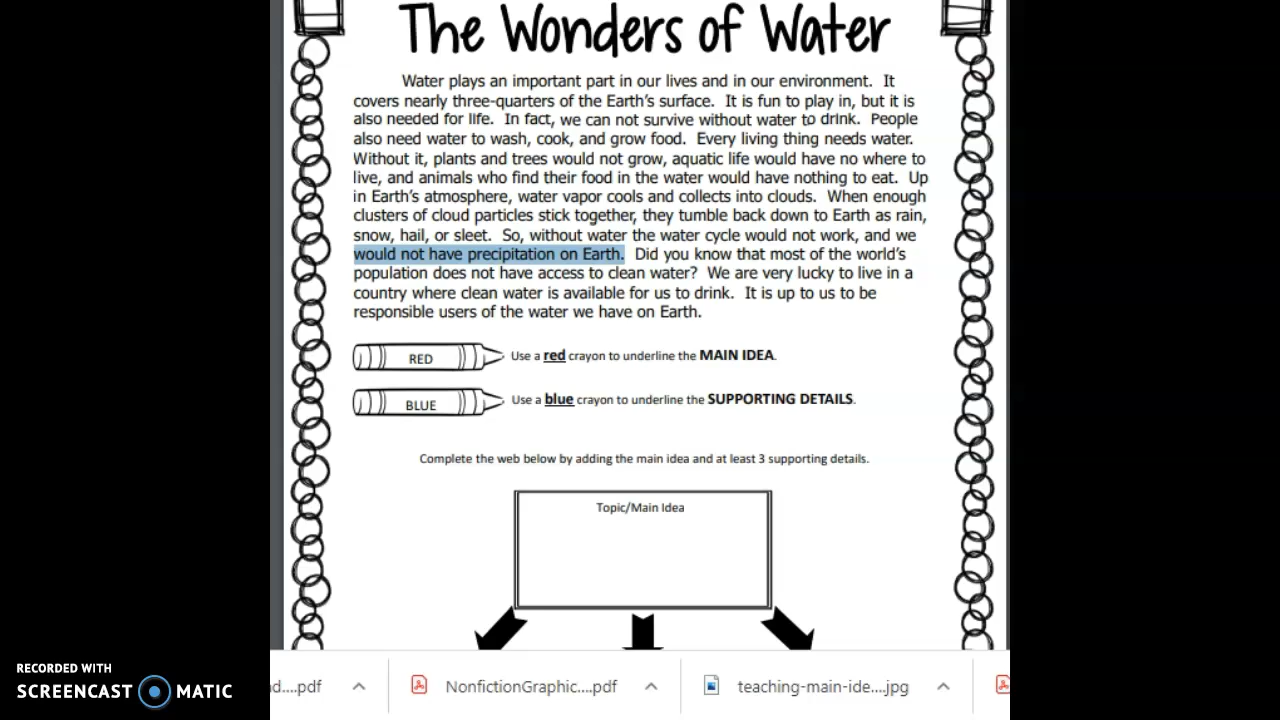 The Wonders of Water
Water plays an important part in our lives and in our environment. It
covers nearly three-quarters of the Earth's surface. It is fun to play in, but it is
also needed for life. In fact, we can not survive without water to drink. People
also need water to wash, cook, and grow food. Every living thing needs water.
Without it, plants and trees would not grow, aquatic life would have no where to
live, and animals who find their food in the water would have nothing to eat. Up
in Earth's atmosphere, water vapor cools and collects into clouds. When enough
clusters of cloud particles stick together, they tumble back down to Earth as rain,
snow, hail, or sleet. So, without water the water cycle would not work, and we
would not have precipitation on Earth. Did you know that most of the world's
population does not have access to clean water? We are very lucky to live in a
country where clean water is available for us to drink. It is up to us to be
responsible users of the water we have on Earth.
RED Use a red crayon to underline the MAIN IDEA.
BLUE Use a blue crayon to underline the SUPPORTING DETAILS.
Complete the web below by adding the main idea and at least 3 supporting details.
Topic/Main Idea
RECORDED WITH
SCREENCAST MATIC
d....pdf NonfictionGraphic....pdf teaching-main-ide....jpg